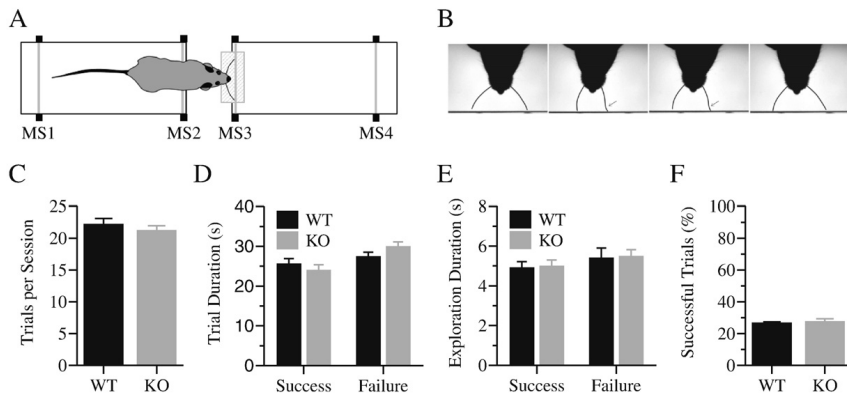 A
MS1 MS2 MS3 MS4
B
C
Trials per Session
25
20
15
10
5
0
WT KO
D
Trial Duration (s)
40
30
20
10
0
WT
KO
Success Failure
E
Exploration Duration (s)
8
6
4
2
0
WT
KO
Success Failure
F
Successful Trials (%)
100
80
60
40
20
0
WT KO